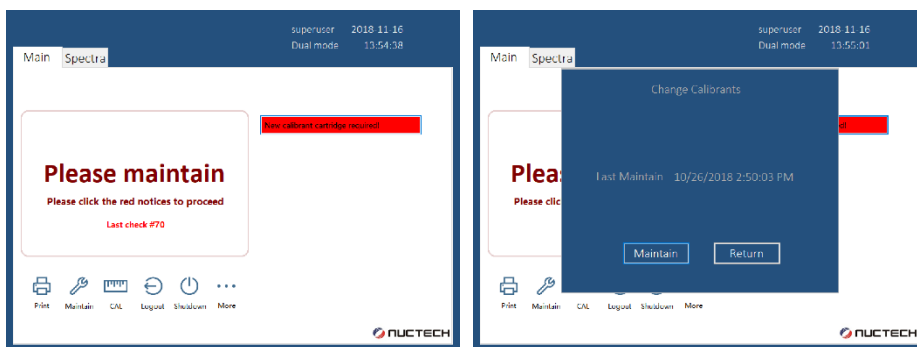 superuser 2018-11-16
Dual mode 13:54:38
Main Spectra
New calibrant cartridge required!
Please maintain
Please click the red notices to proceed
Last check #70
Print Maintain CAL Logout Shutdown More
NUCTECH
superuser 2018-11-16
Dual mode 13:55:01
Main Spectra
Change Calibrants
Pleas
Last Maintain 10/26/2018 2:50:03 PM
Please clic
Maintain Return
Print Maintain CAL Logout Shutdown More
NUCTECH